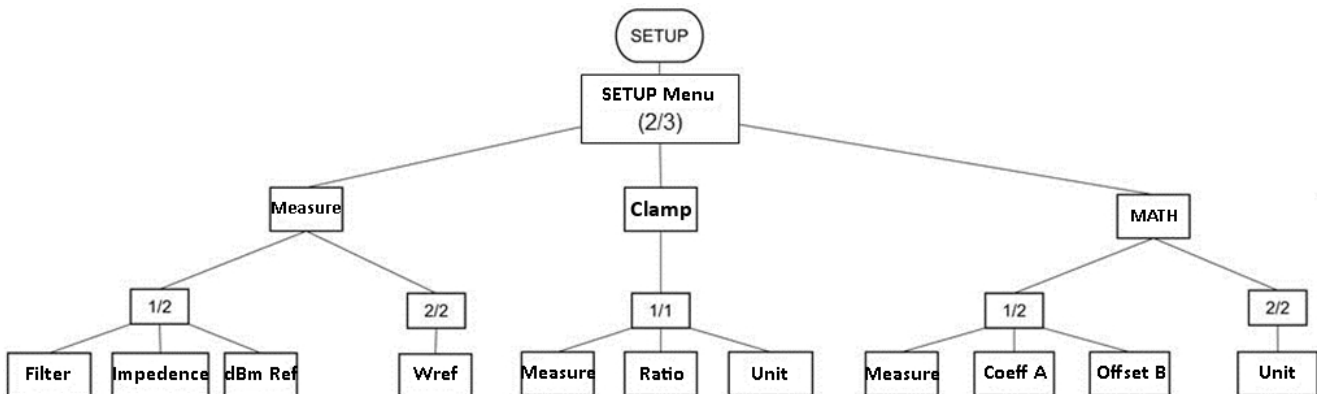 SETUP
SETUP Menu
(2/3)
Measure
Clamp
MATH
1/2
2/2
1/1
1/2
2/2
Filter
Impedence
dBm Ref
Wref
Measure
Ratio
Unit
Measure
Coeff A
Offset B
Unit